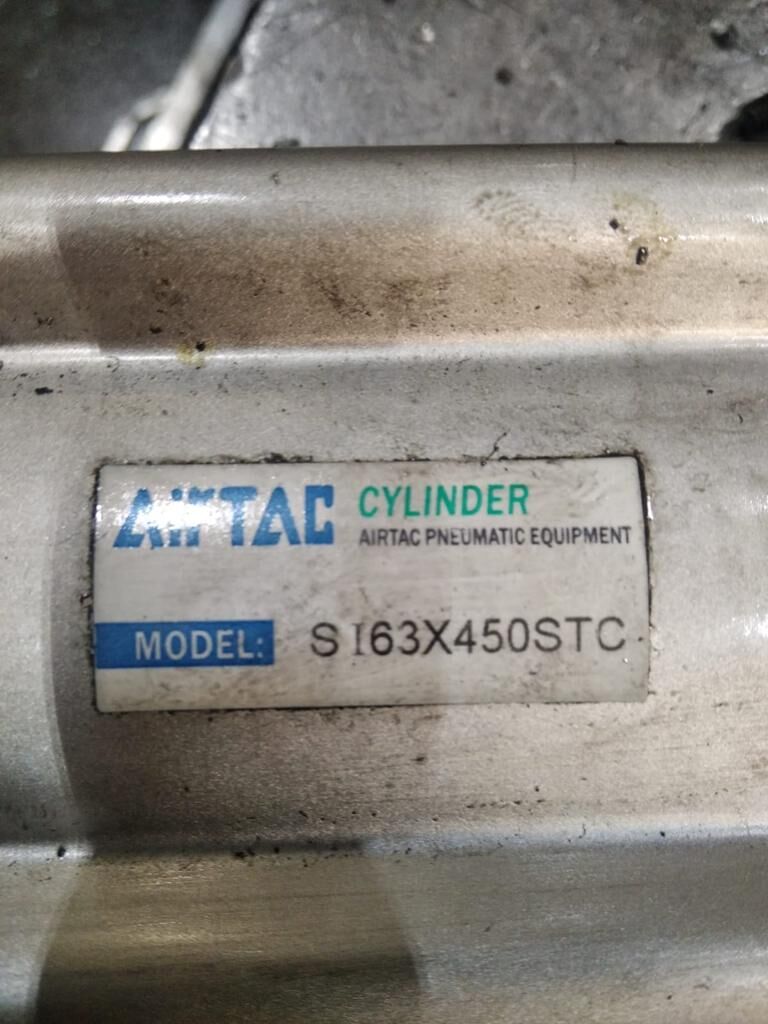 AIRTAC CYLINDER
AIRTAC PNEUMATIC EQUIPMENT
MODEL: SI63X450STC